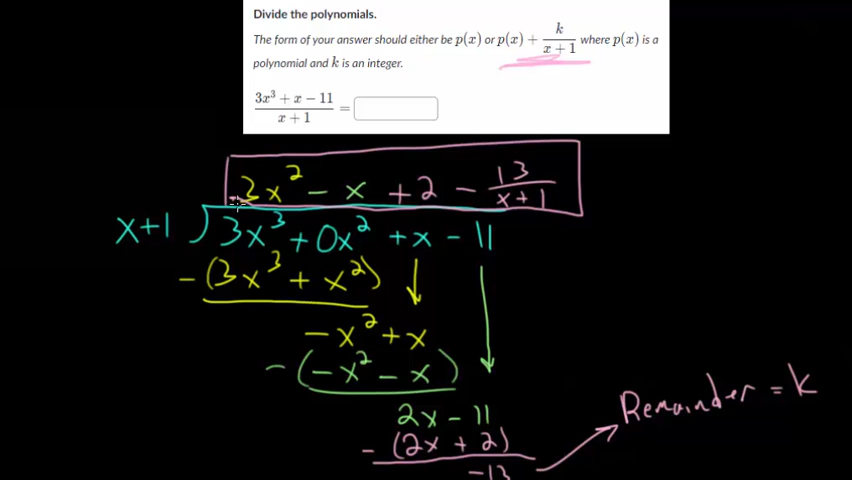 Divide the polynomials.
The form of your answer should either be p(x) or p(x) + k/(x + 1) where p(x) is a
polynomial and k is an integer.
(3x³ + x − 11)/(x + 1) =
3x² − x + 2 − 13/(x+1)
x+1 ) 3x³ + 0x² + x − 11
− (3x³ + x²)
−x² + x
− (−x² − x)
2x − 11
− (2x + 2)
−13
Remainder = k